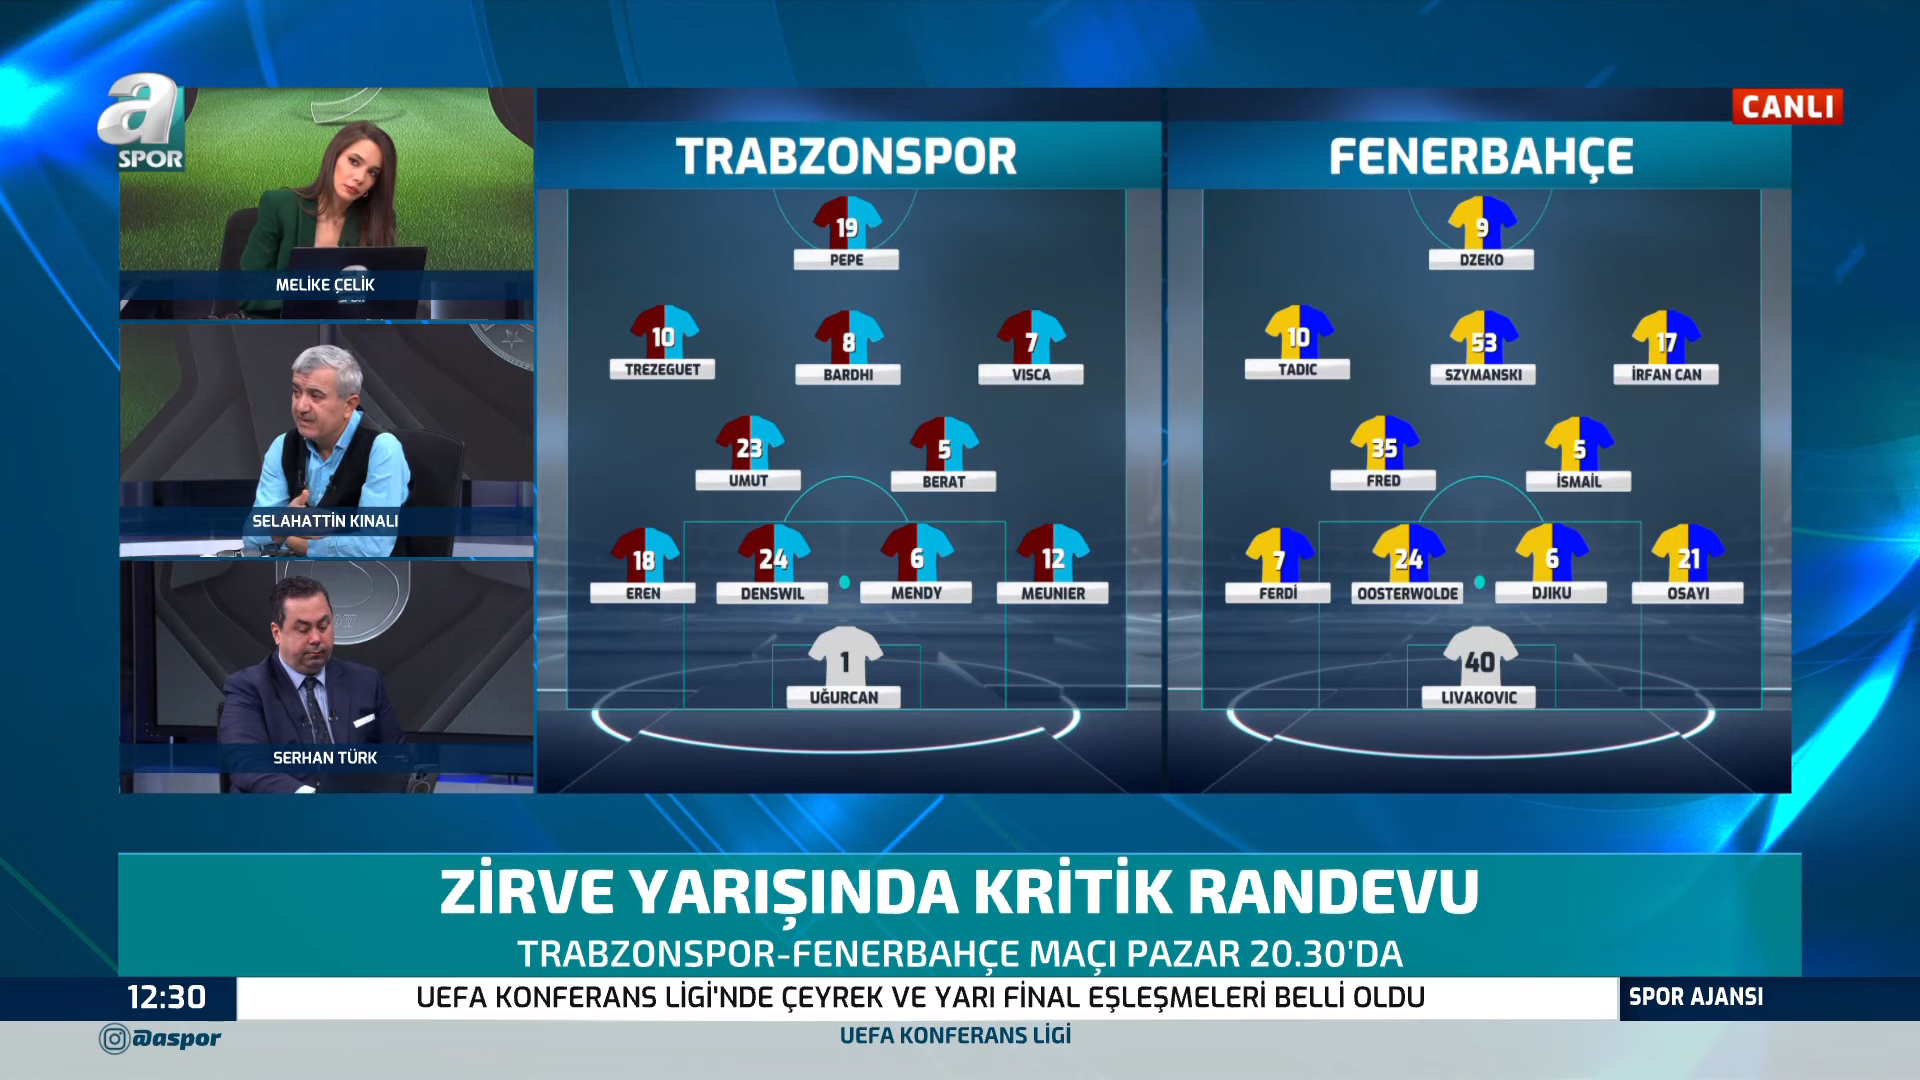 a
SPOR
CANLI
MELİKE ÇELİK
SELAHATTİN KINALI
SERHAN TÜRK
TRABZONSPOR
19
PEPE
10
TREZEGUET
8
BARDHI
7
VISCA
23
UMUT
5
BERAT
18
EREN
24
DENSWIL
6
MENDY
12
MEUNIER
1
UĞURCAN
FENERBAHÇE
9
DZEKO
10
TADIC
53
SZYMANSKI
17
İRFAN CAN
35
FRED
5
İSMAİL
7
FERDİ
24
OOSTERWOLDE
6
DJIKU
21
OSAYI
40
LIVAKOVIC
ZİRVE YARIŞINDA KRİTİK RANDEVU
TRABZONSPOR-FENERBAHÇE MAÇI PAZAR 20.30'DA
12:30
UEFA KONFERANS LİGİ'NDE ÇEYREK VE YARI FİNAL EŞLEŞMELERİ BELLİ OLDU
SPOR AJANSI
@aspor
UEFA KONFERANS LİGİ